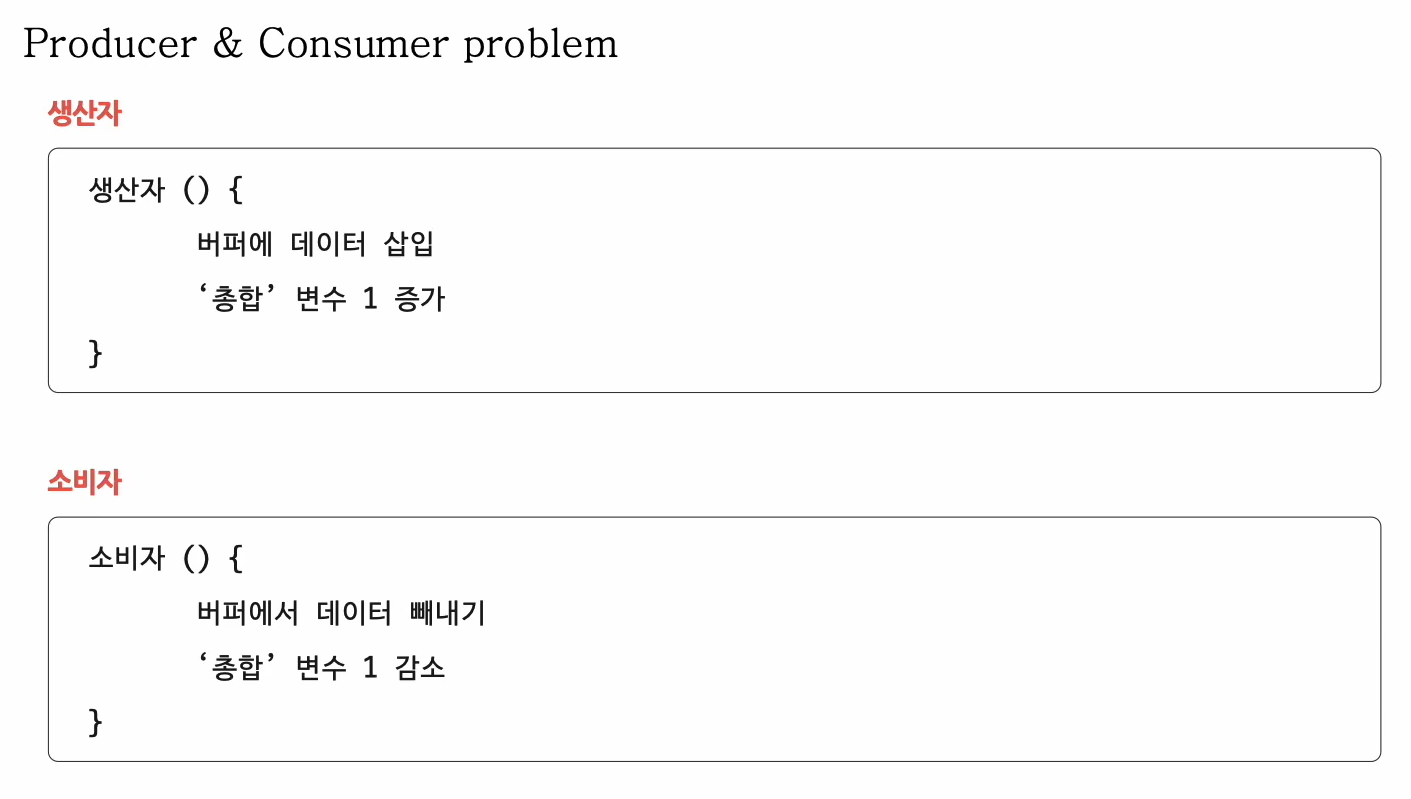 Producer & Consumer problem
생산자
생산자 () {
버퍼에 데이터 삽입
‘총합’ 변수 1 증가
}
소비자
소비자 () {
버퍼에서 데이터 빼내기
‘총합’ 변수 1 감소
}